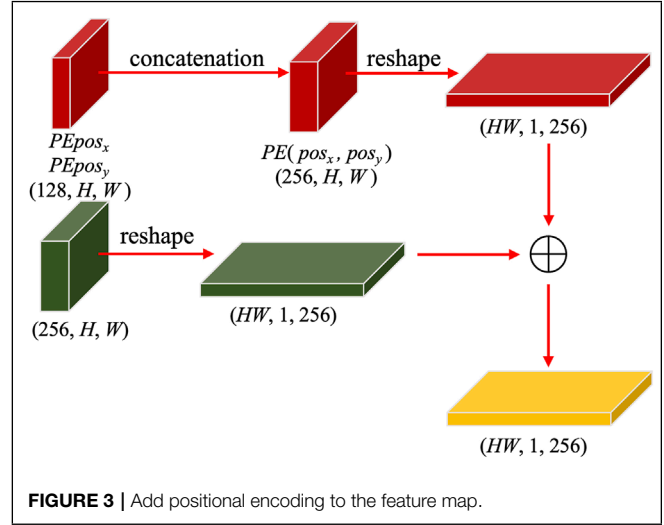 concatenation
reshape
PEpos_x
PEpos_y
(128, H, W)
PE(pos_x, pos_y)
(256, H, W)
(HW, 1, 256)
reshape
(256, H, W)
(HW, 1, 256)
(HW, 1, 256)
FIGURE 3 | Add positional encoding to the feature map.